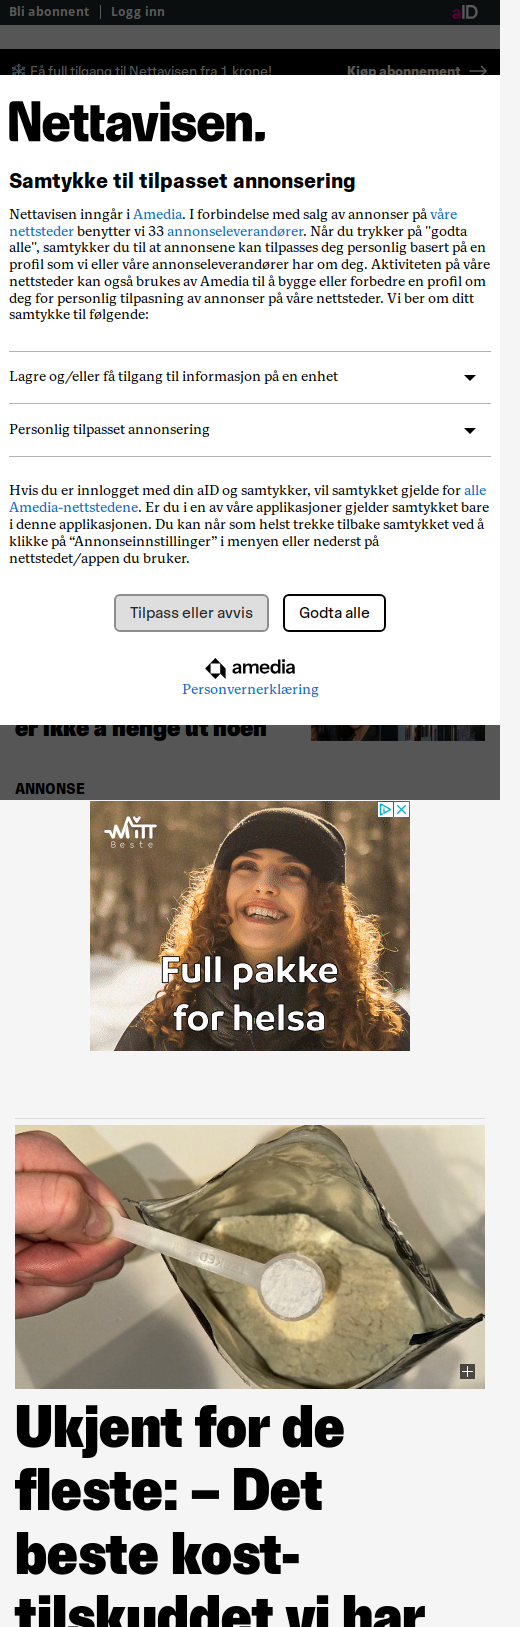 Bli abonnent | Logg inn aID
Få full tilgang til Nettavisen fra 1 krone! Kjøp abonnement →
Nettavisen.
Samtykke til tilpasset annonsering
Nettavisen inngår i Amedia. I forbindelse med salg av annonser på våre
nettsteder benytter vi 33 annonseleverandører. Når du trykker på "godta
alle", samtykker du til at annonsene kan tilpasses deg personlig basert på en
profil som vi eller våre annonseleverandører har om deg. Aktiviteten på våre
nettsteder kan også brukes av Amedia til å bygge eller forbedre en profil om
deg for personlig tilpasning av annonser på våre nettsteder. Vi ber om ditt
samtykke til følgende:
Lagre og/eller få tilgang til informasjon på en enhet
Personlig tilpasset annonsering
Hvis du er innlogget med din aID og samtykker, vil samtykket gjelde for alle
Amedia-nettstedene. Er du i en av våre applikasjoner gjelder samtykket bare
i denne applikasjonen. Du kan når som helst trekke tilbake samtykket ved å
klikke på “Annonseinnstillinger” i menyen eller nederst på
nettstedet/appen du bruker.
Tilpass eller avvis Godta alle
amedia
Personvernerklæring
er ikke å henge ut noen
ANNONSE
Mitt
Beste
Full pakke
for helsa
Ukjent for de
fleste: – Det
beste kost-
tilskuddet vi har